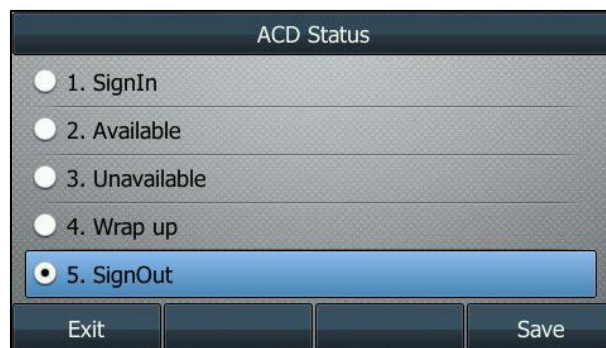 ACD Status
1. SignIn
2. Available
3. Unavailable
4. Wrap up
5. SignOut
Exit Save